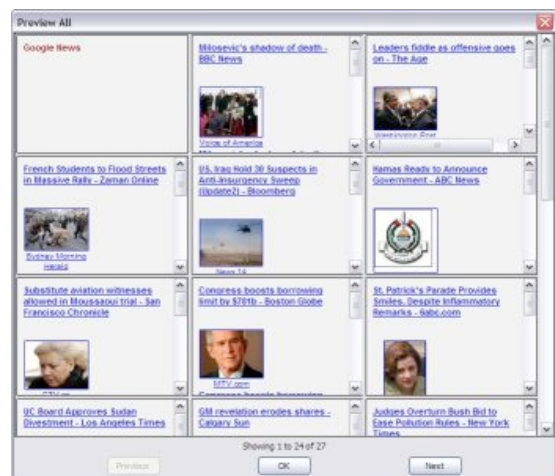 Preview All
Google News
Milosevic's shadow of death -
BBC News
Voice of America
Leaders fiddle as offensive goes
on - The Age
Washington Post
French Students to Flood Streets
in Massive Rally - Zaman Online
Sydney Morning
Herald
US, Iraq Hold 30 Suspects in
Anti-Insurgency Sweep
(Update2) - Bloomberg
News 14
Hamas Ready to Announce
Government - ABC News
Substitute aviation witnesses
allowed in Moussaoui trial - San
Francisco Chronicle
Congress boosts borrowing
limit by $781b - Boston Globe
MTV.com
Congress boosts borrowing
St. Patrick's Parade Provides
Smiles, Despite Inflammatory
Remarks - 6abc.com
UC Board Approves Sudan
Divestment - Los Angeles Times
GM revelation erodes shares -
Calgary Sun
Judges Overturn Bush Bid to
Ease Pollution Rules - New York
Times
Showing 1 to 24 of 27
Previous
OK
Next